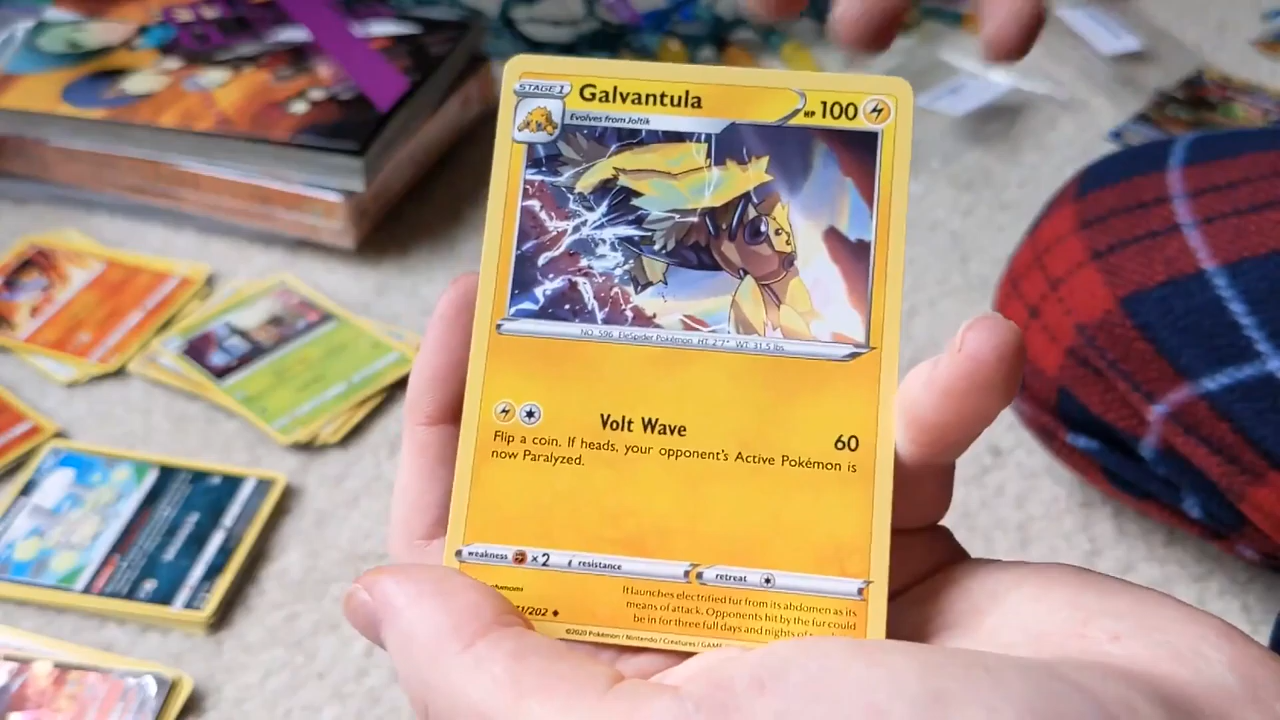 STAGE 1
Galvantula
HP 100
Evolves from Joltik
NO. 596 EleSpider Pokémon HT: 2'7" WT: 31.5 lbs
Volt Wave
60
Flip a coin. If heads, your opponent's Active Pokémon is
now Paralyzed.
weakness ×2 resistance
retreat
It launches electrified fur from its abdomen as its
means of attack. Opponents hit by the fur could
be in for three full days and nights of
/202
©2020 Pokémon / Nintendo / Creatures / GAME